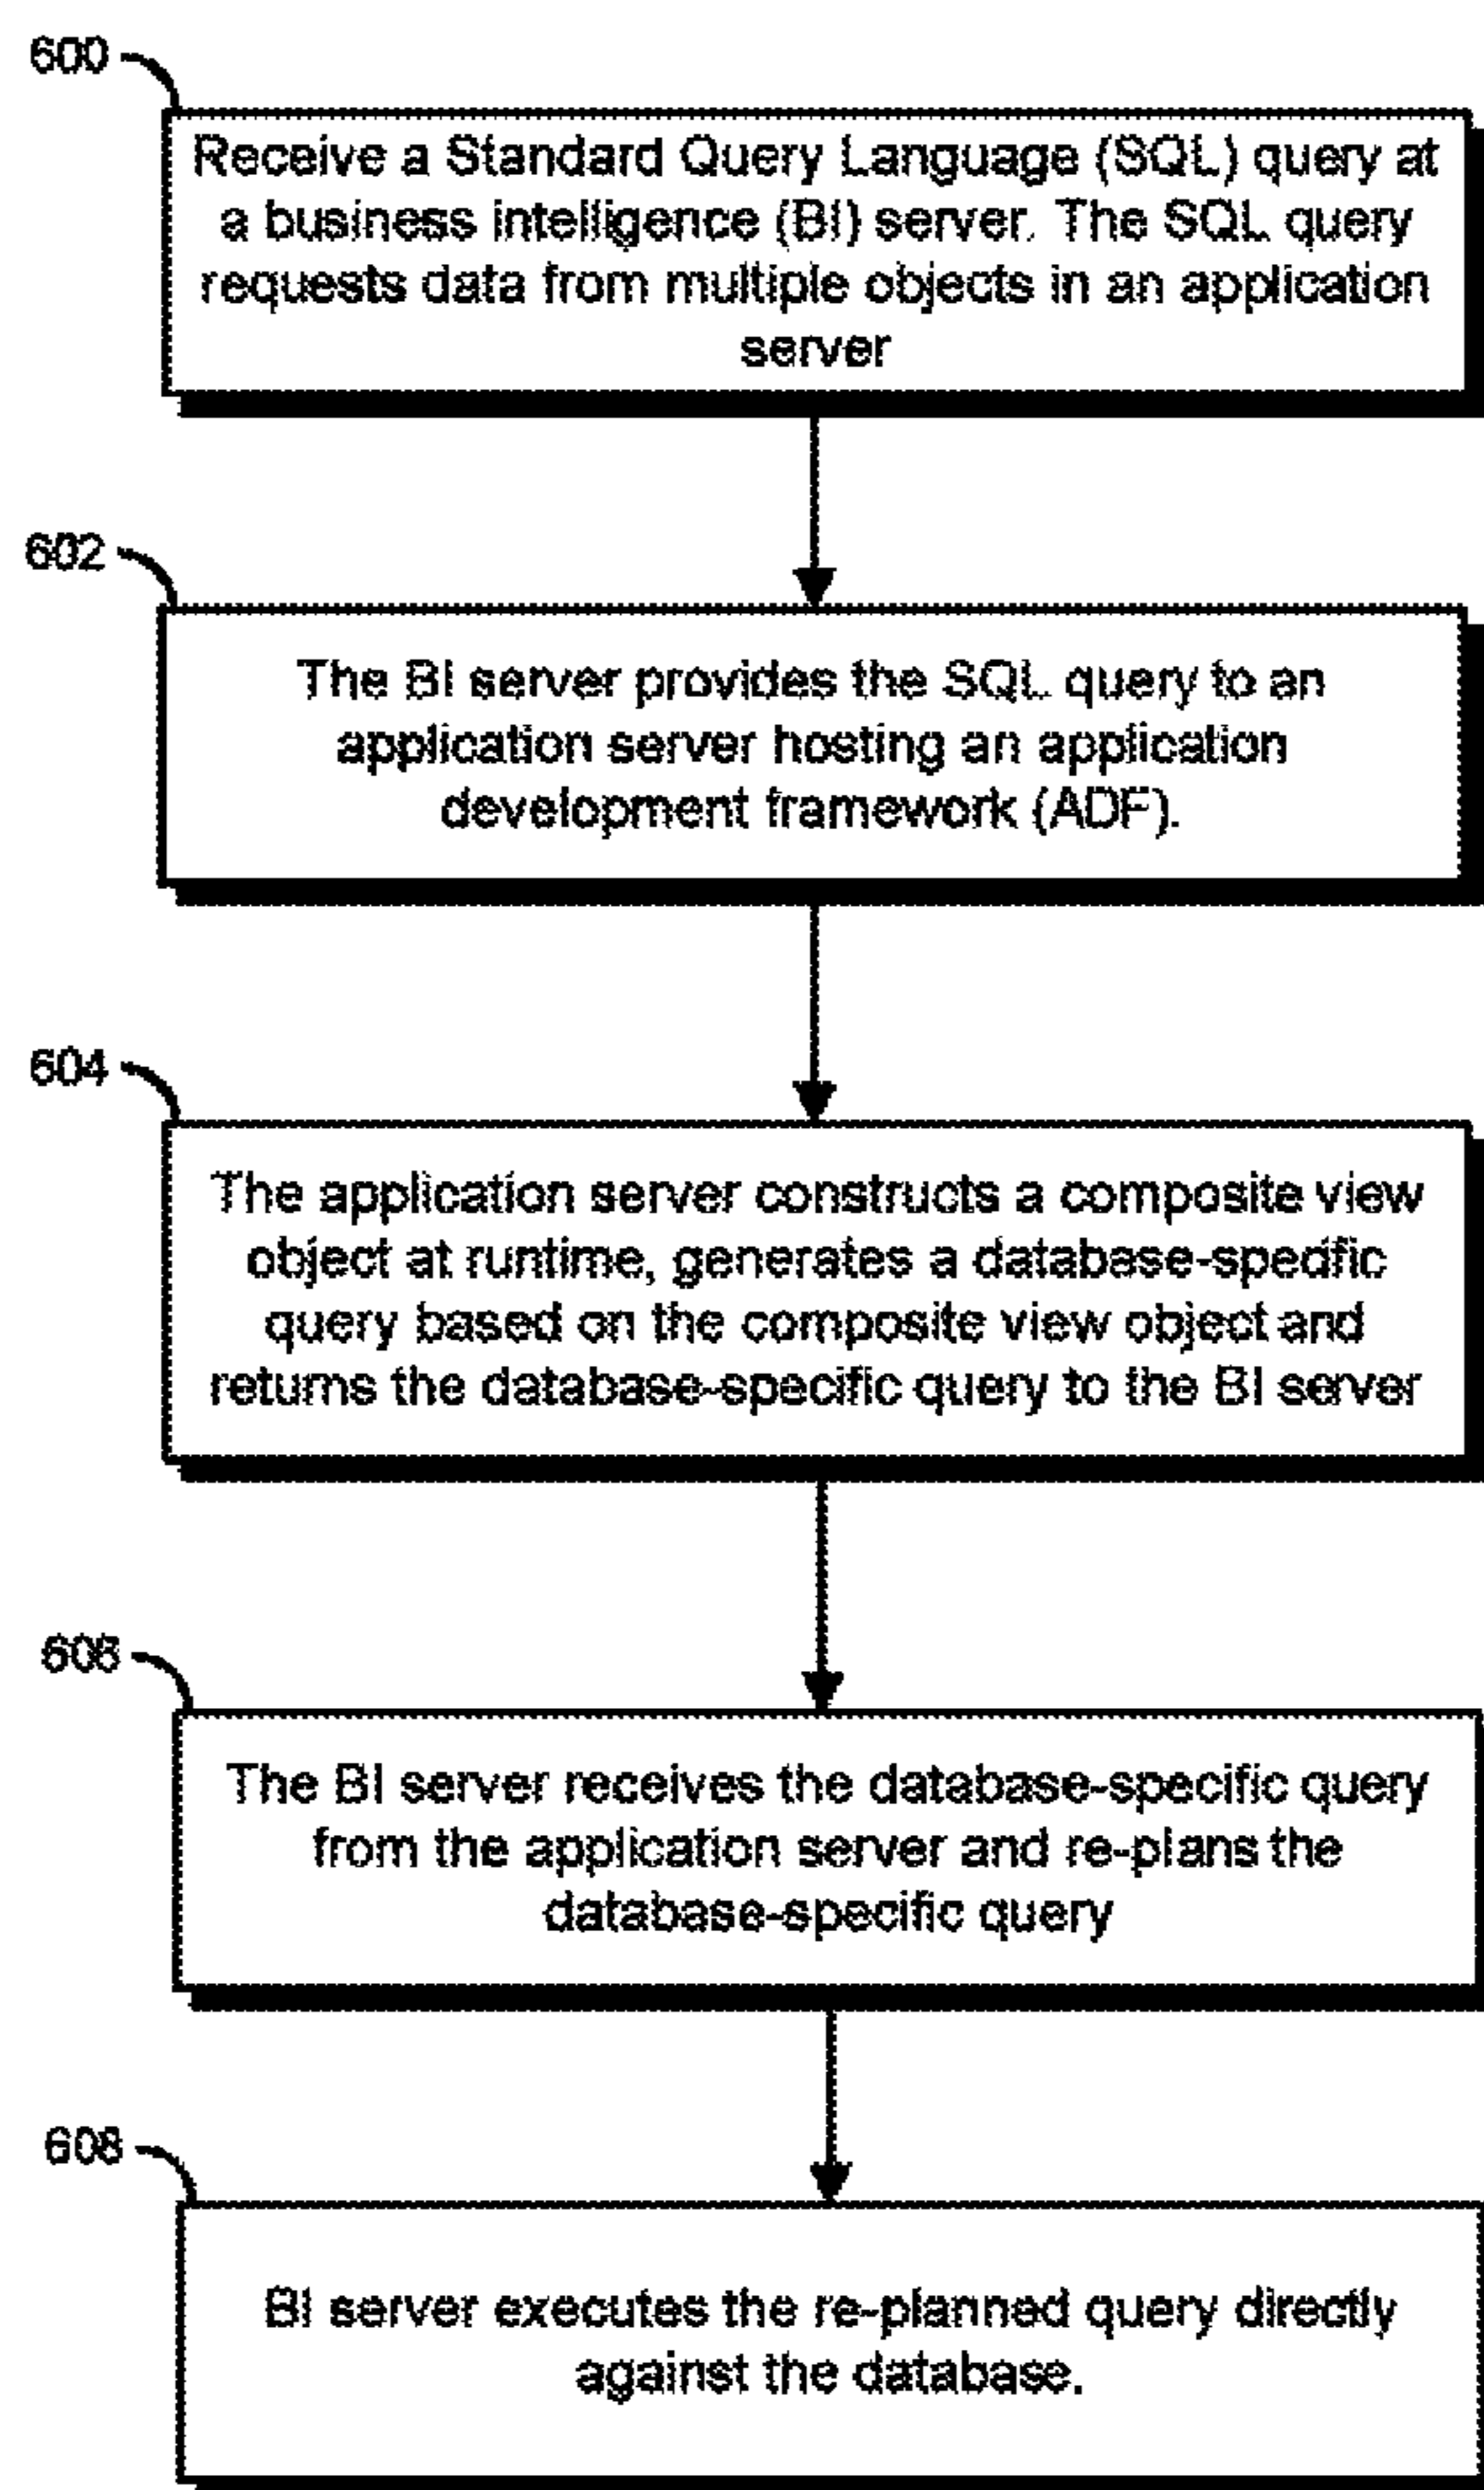 600
Receive a Standard Query Language (SQL) query at
a business intelligence (BI) server. The SQL query
requests data from multiple objects in an application
server
602
The BI server provides the SQL query to an
application server hosting an application
development framework (ADF).
604
The application server constructs a composite view
object at runtime, generates a database-specific
query based on the composite view object and
returns the database-specific query to the BI server
606
The BI server receives the database-specific query
from the application server and re-plans the
database-specific query
608
BI server executes the re-planned query directly
against the database.